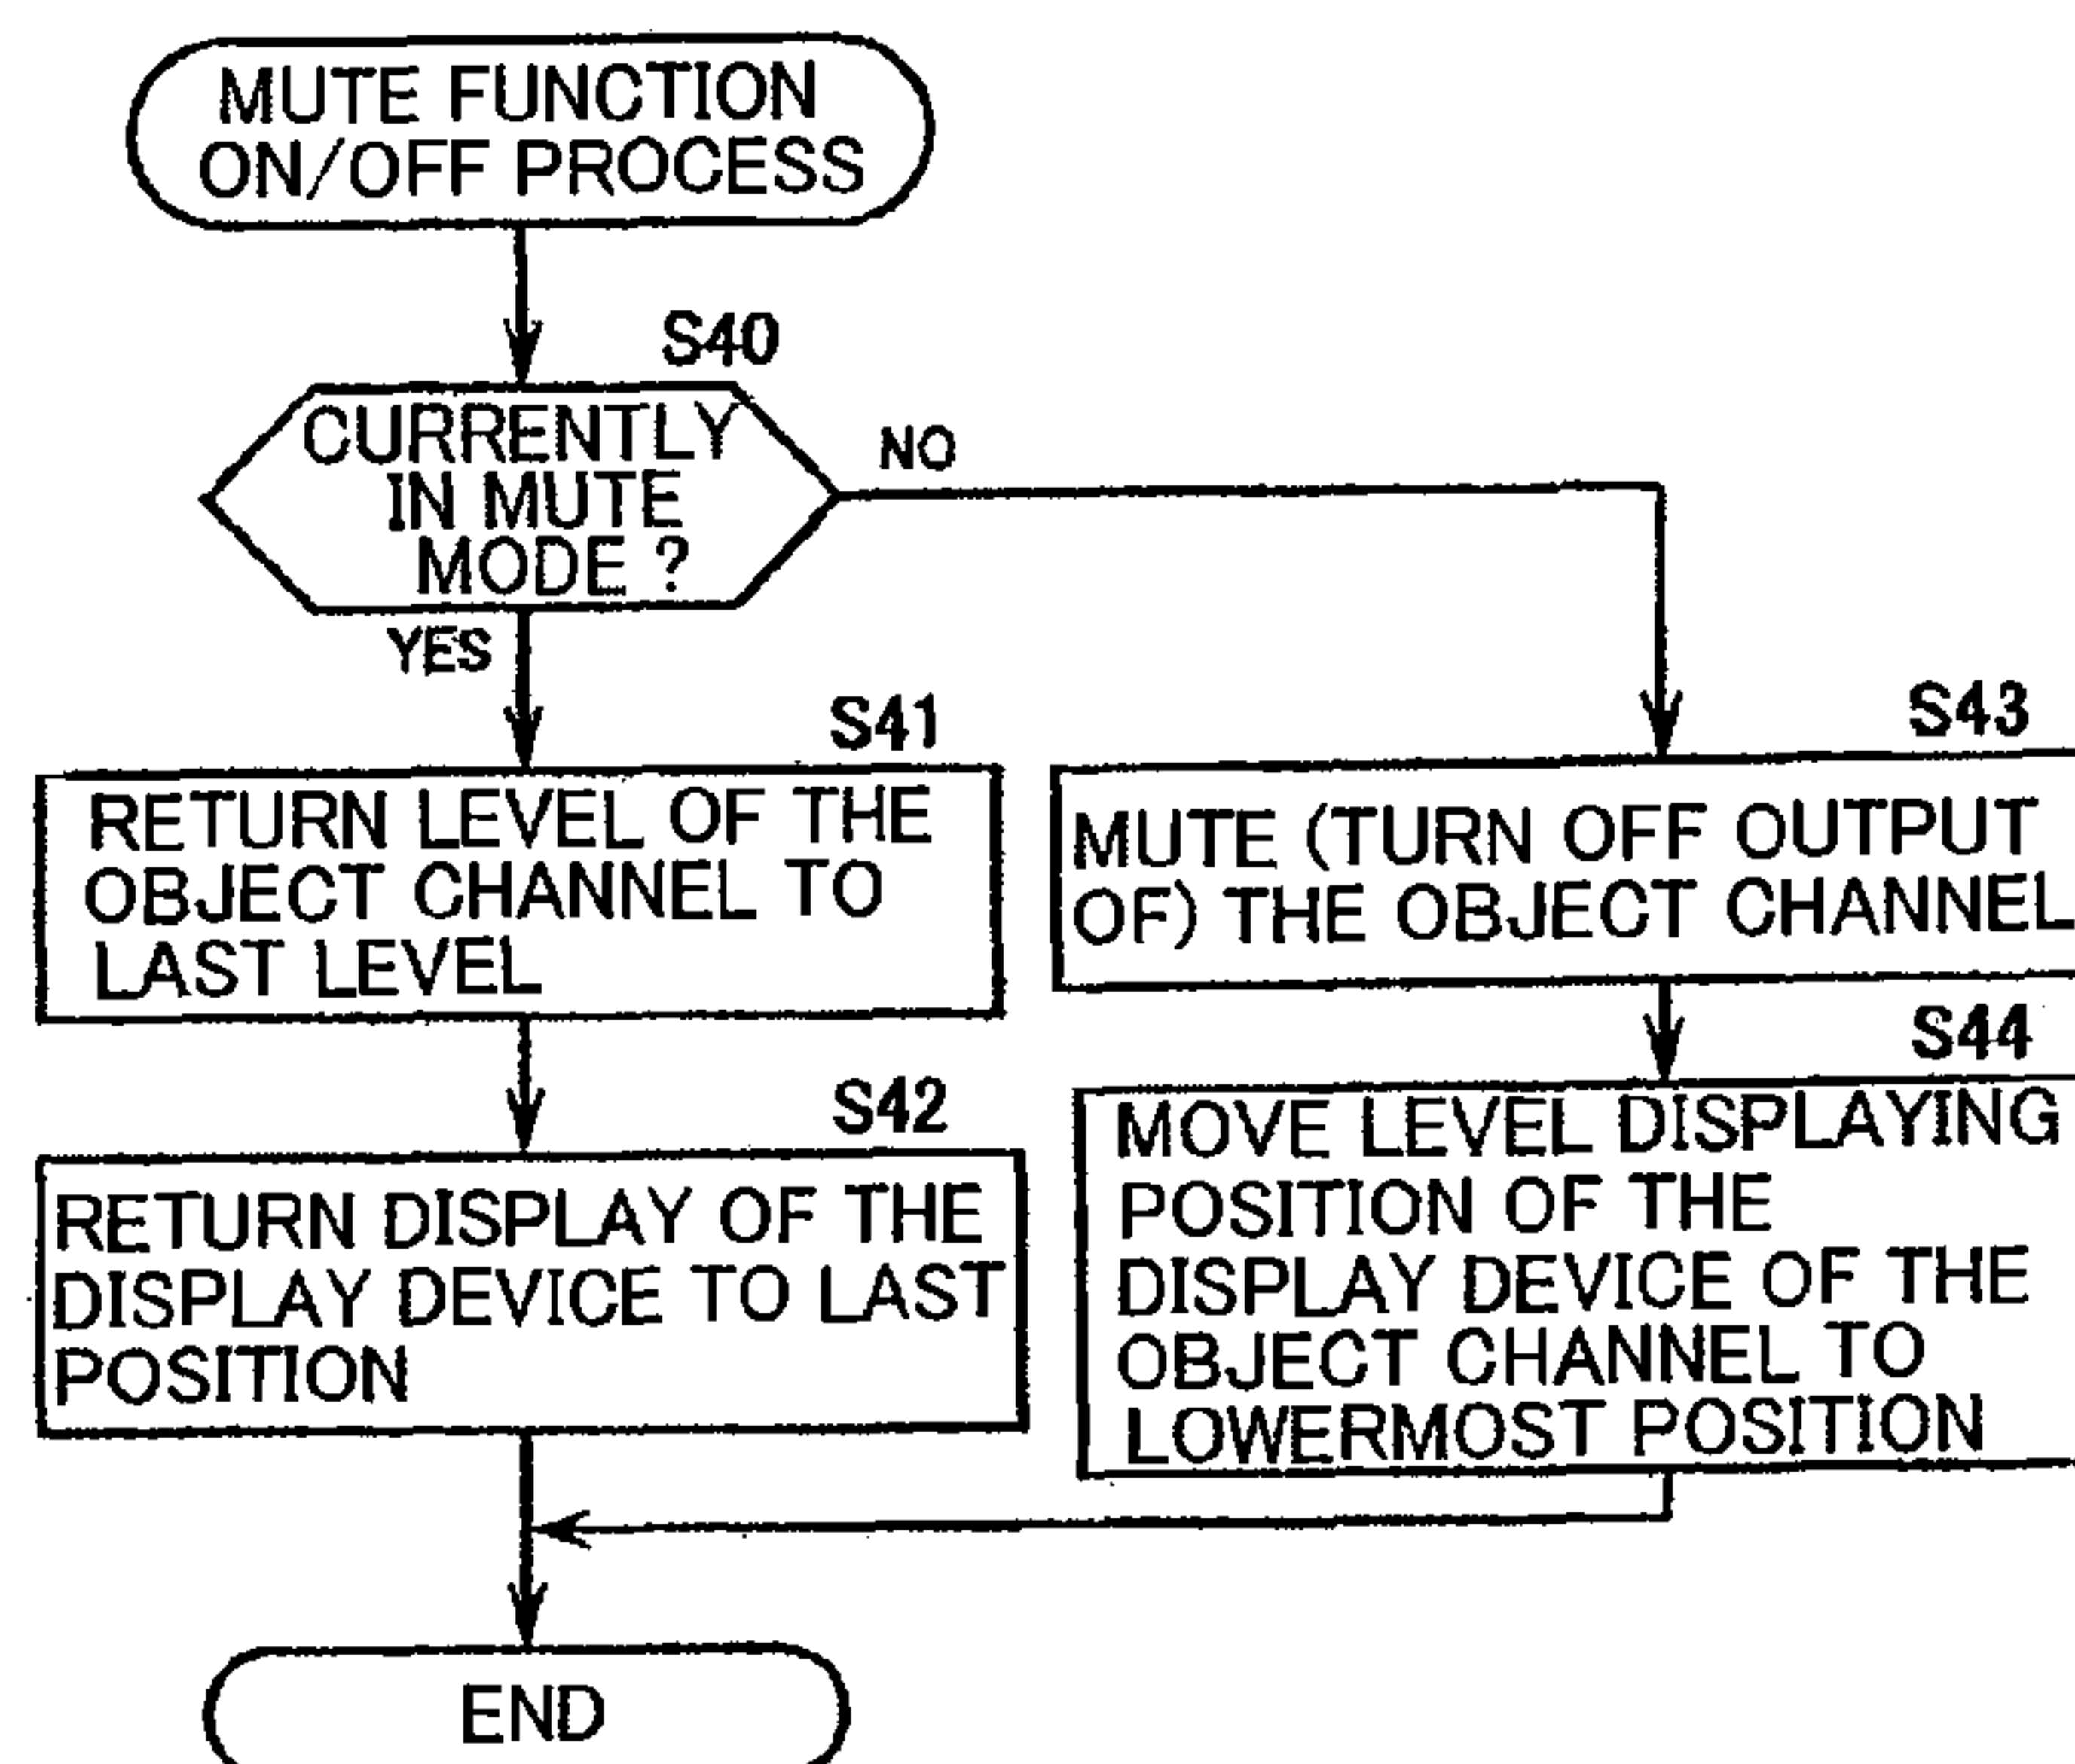 MUTE FUNCTION
ON/OFF PROCESS
S40
CURRENTLY
IN MUTE
MODE ?
NO
YES
S41
RETURN LEVEL OF THE
OBJECT CHANNEL TO
LAST LEVEL
S42
RETURN DISPLAY OF THE
DISPLAY DEVICE TO LAST
POSITION
S43
MUTE (TURN OFF OUTPUT
OF) THE OBJECT CHANNEL
S44
MOVE LEVEL DISPLAYING
POSITION OF THE
DISPLAY DEVICE OF THE
OBJECT CHANNEL TO
LOWERMOST POSITION
END